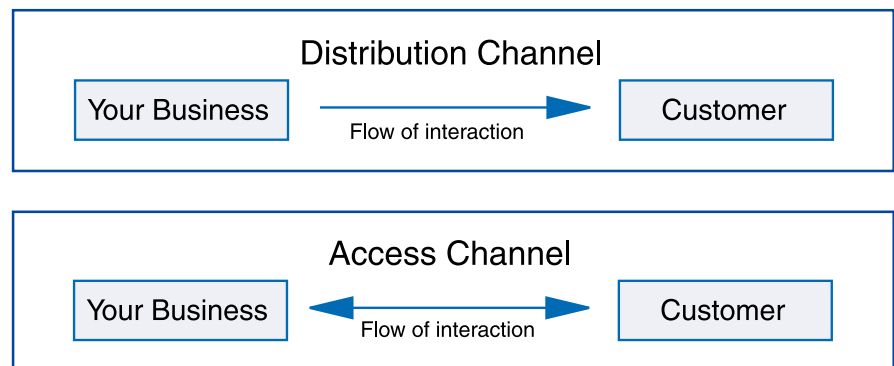 Distribution Channel
Your Business
Flow of interaction
Customer
Access Channel
Your Business
Flow of interaction
Customer